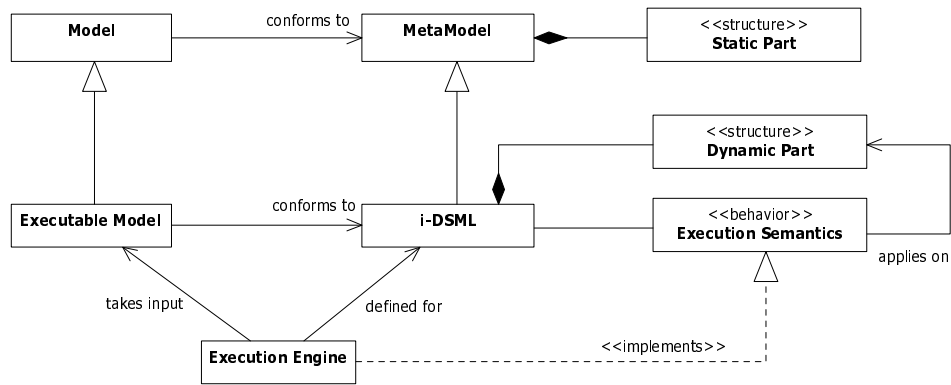 Model
conforms to
MetaModel
<<structure>>
Static Part
<<structure>>
Dynamic Part
Executable Model
conforms to
i-DSML
<<behavior>>
Execution Semantics
applies on
takes input
defined for
Execution Engine
<<implements>>